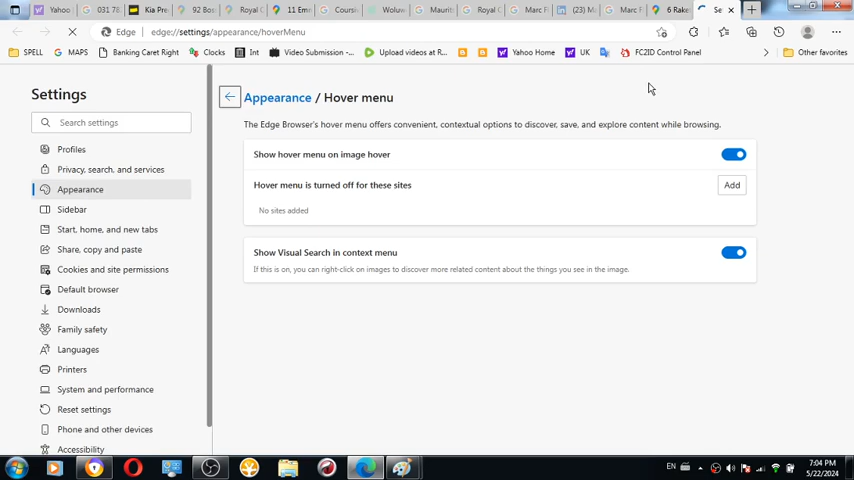 Yahoo
031 78
Kia Pre
92 Bos
Royal C
11 Em
Coursiv
Woluw
Maurit
Royal C
Marc F
(23) M
Marc F
6 Rake
Se
Edge | edge://settings/appearance/hoverMenu
SPELL
MAPS
Banking Caret Right
Clocks
Int
Video Submission -...
Upload videos at R...
Yahoo Home
UK
FC2ID Control Panel
Other favorites
Settings
Search settings
Profiles
Privacy, search, and services
Appearance
Sidebar
Start, home, and new tabs
Share, copy and paste
Cookies and site permissions
Default browser
Downloads
Family safety
Languages
Printers
System and performance
Reset settings
Phone and other devices
Accessibility
Appearance / Hover menu
The Edge Browser's hover menu offers convenient, contextual options to discover, save, and explore content while browsing.
Show hover menu on image hover
Hover menu is turned off for these sites
Add
No sites added
Show Visual Search in context menu
If this is on, you can right-click on images to discover more related content about the things you see in the image.
EN
7:04 PM
5/22/2024